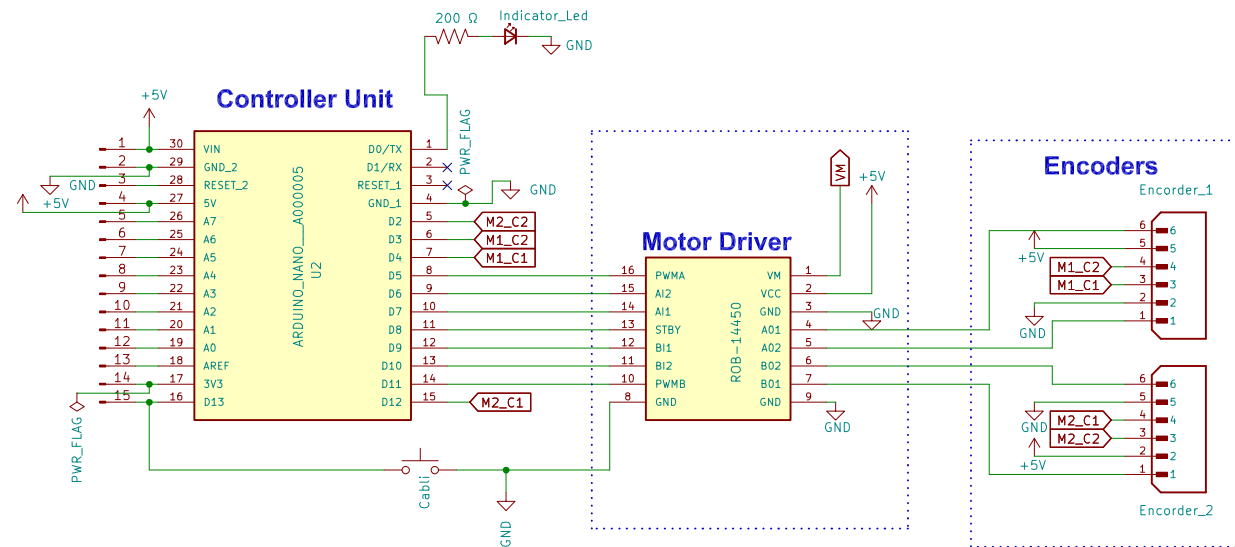 200 Ω
Indicator_Led
GND
Controller Unit
+5V
PWR_FLAG
1 30 VIN D0/TX 1
2 29 GND_2 D1/RX 2
GND 3 28 RESET_2 RESET_1 3
4 27 5V GND_1 4 GND
+5V
5 26 A7 D2 5 M2_C2
6 25 A6 D3 6 M1_C2
7 24 A5 D4 7 M1_C1
8 23 A4 D5 8
9 22 A3 D6 9
10 21 A2 D7 10
11 20 A1 D8 11
12 19 A0 D9 12
13 18 AREF D10 13
14 17 3V3 D11 14
15 16 D13 D12 15 M2_C1
ARDUINO_NANO___A000005
U2
PWR_FLAG
Cabli
GND
Motor Driver
VM
+5V
16 PWMA VM 1
15 AI2 VCC 2
14 AI1 GND 3 GND
13 STBY A01 4
12 BI1 A02 5
11 BI2 B02 6
10 PWMB B01 7
8 GND GND 9
GND
ROB-14450
Encoders
Encorder_1
6 6
+5V 5 5
M1_C2 4 4
M1_C1 3 3
2 2
GND 1 1
6 6
5 5
GND M2_C1 4 4
M2_C2 3 3
+5V 2 2
1 1
Encorder_2